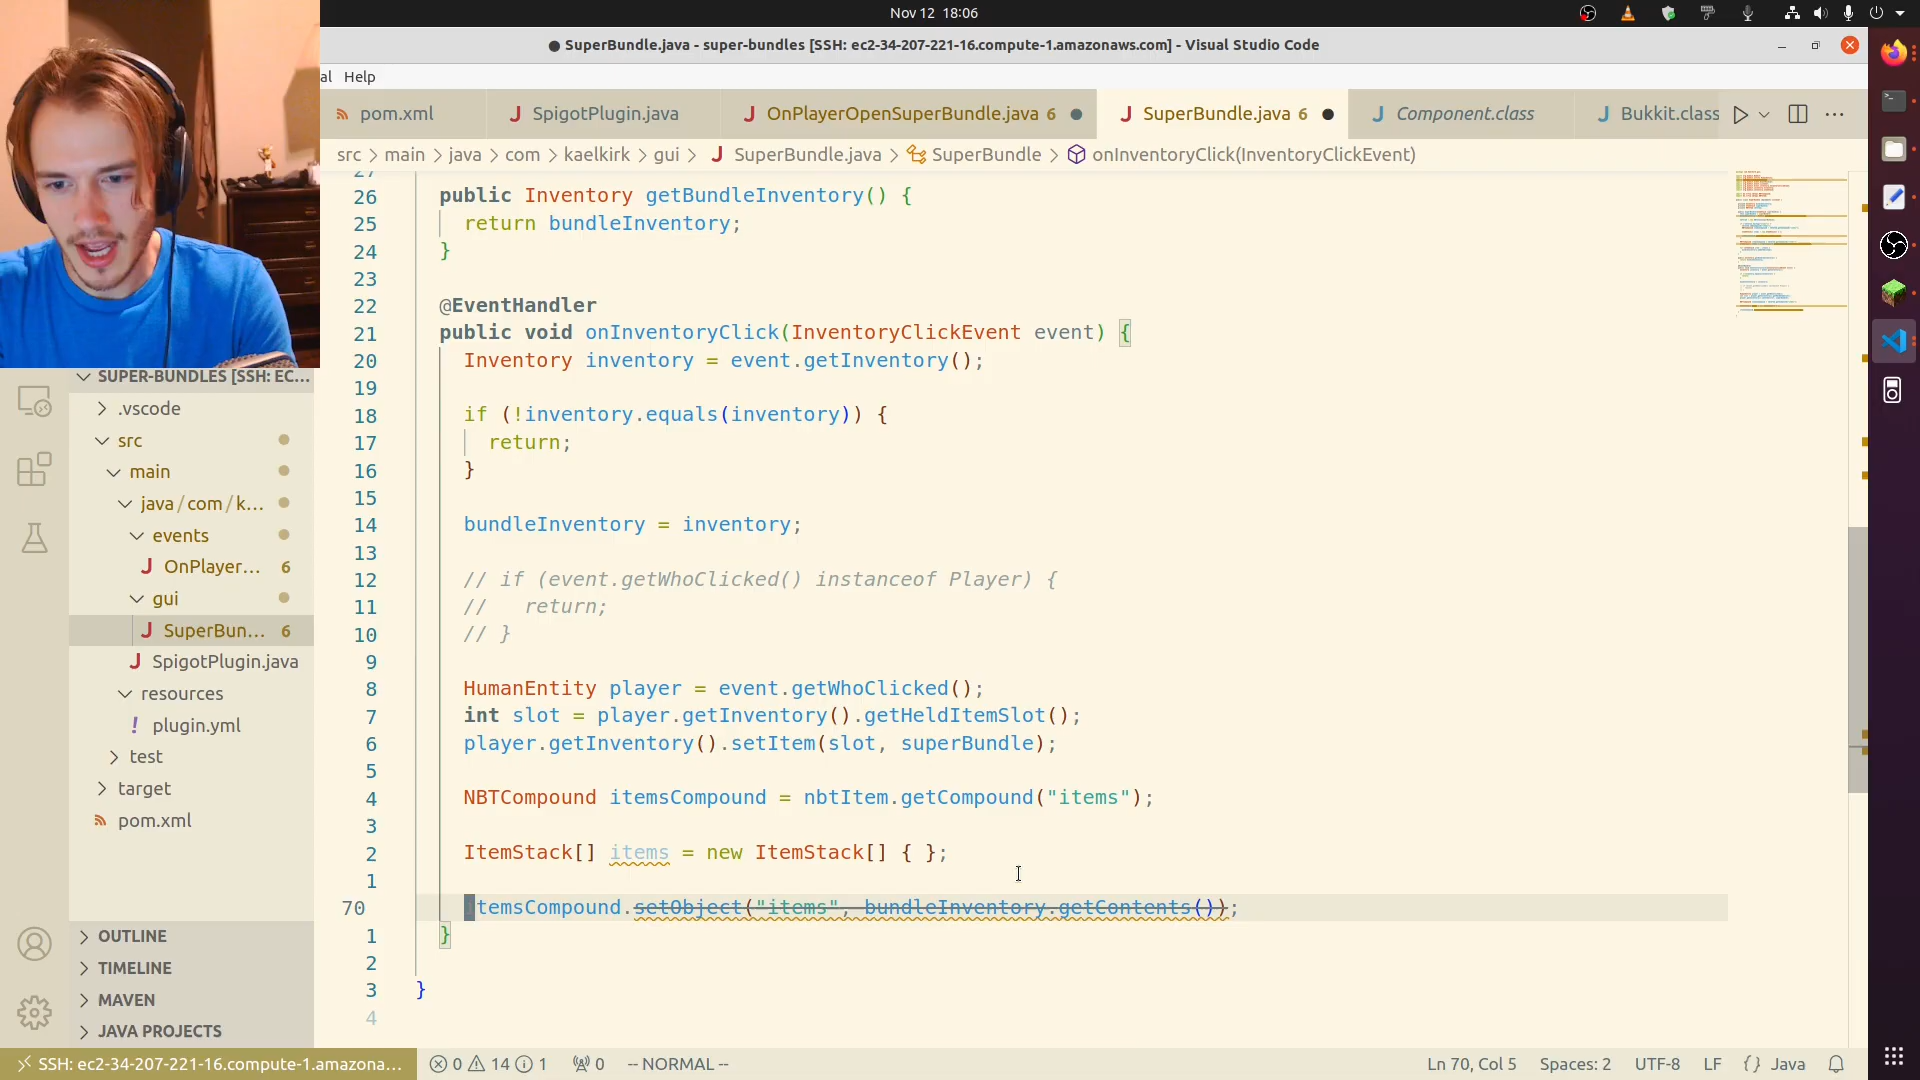 Nov 12 18:06
SuperBundle.java - super-bundles [SSH: ec2-34-207-221-16.compute-1.amazonaws.com] - Visual Studio Code
al Help
pom.xml
SpigotPlugin.java
OnPlayerOpenSuperBundle.java 6
SuperBundle.java 6
Component.class
Bukkit.class
src > main > java > com > kaelkirk > gui > SuperBundle.java > SuperBundle > onInventoryClick(InventoryClickEvent)
27
26 public Inventory getBundleInventory() {
25 return bundleInventory;
24 }
23
22 @EventHandler
21 public void onInventoryClick(InventoryClickEvent event) {
20 Inventory inventory = event.getInventory();
19
18 if (!inventory.equals(inventory)) {
17 return;
16 }
15
14 bundleInventory = inventory;
13
12 // if (event.getWhoClicked() instanceof Player) {
11 // return;
10 // }
9
8 HumanEntity player = event.getWhoClicked();
7 int slot = player.getInventory().getHeldItemSlot();
6 player.getInventory().setItem(slot, superBundle);
5
4 NBTCompound itemsCompound = nbtItem.getCompound("items");
3
2 ItemStack[] items = new ItemStack[] { };
1
70 itemsCompound.setObject("items", bundleInventory.getContents());
1 }
2
3 }
4
SUPER-BUNDLES [SSH: EC...
.vscode
src
main
java/com/k...
events
J OnPlayer... 6
gui
J SuperBun... 6
J SpigotPlugin.java
resources
! plugin.yml
test
target
pom.xml
OUTLINE
TIMELINE
MAVEN
JAVA PROJECTS
SSH: ec2-34-207-221-16.compute-1.amazona...
0 14 1
0
-- NORMAL --
Ln 70, Col 5
Spaces: 2
UTF-8
LF
{} Java